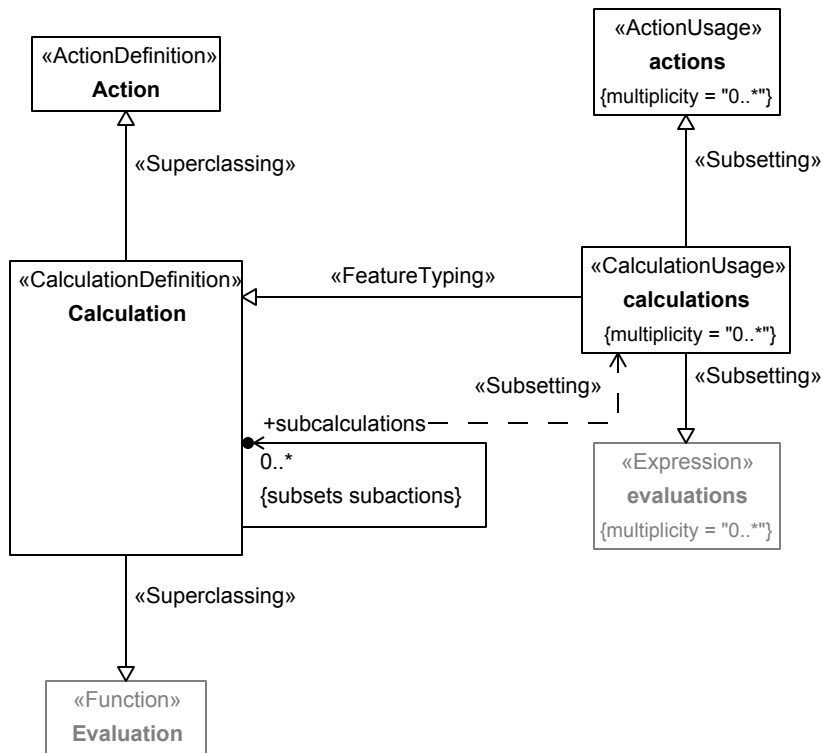 «ActionDefinition»
Action
«ActionUsage»
actions
{multiplicity = "0..*"}
«Superclassing»
«Subsetting»
«CalculationDefinition»
Calculation
«FeatureTyping»
«CalculationUsage»
calculations
{multiplicity = "0..*"}
«Subsetting»
«Subsetting»
+subcalculations
0..*
{subsets subactions}
«Expression»
evaluations
{multiplicity = "0..*"}
«Superclassing»
«Function»
Evaluation